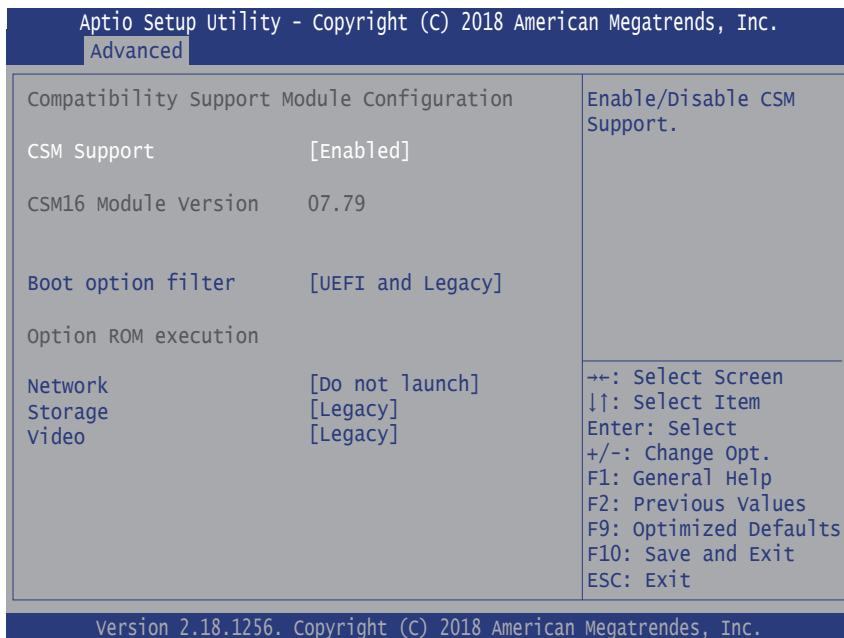 Aptio Setup Utility - Copyright (C) 2018 American Megatrends, Inc.
Advanced
Compatibility Support Module Configuration
CSM Support [Enabled]
CSM16 Module Version 07.79
Boot option filter [UEFI and Legacy]
Option ROM execution
Network [Do not launch]
Storage [Legacy]
Video [Legacy]
Enable/Disable CSM
Support.
→←: Select Screen
↓↑: Select Item
Enter: Select
+/-: Change Opt.
F1: General Help
F2: Previous Values
F9: Optimized Defaults
F10: Save and Exit
ESC: Exit
Version 2.18.1256. Copyright (C) 2018 American Megatrendes, Inc.